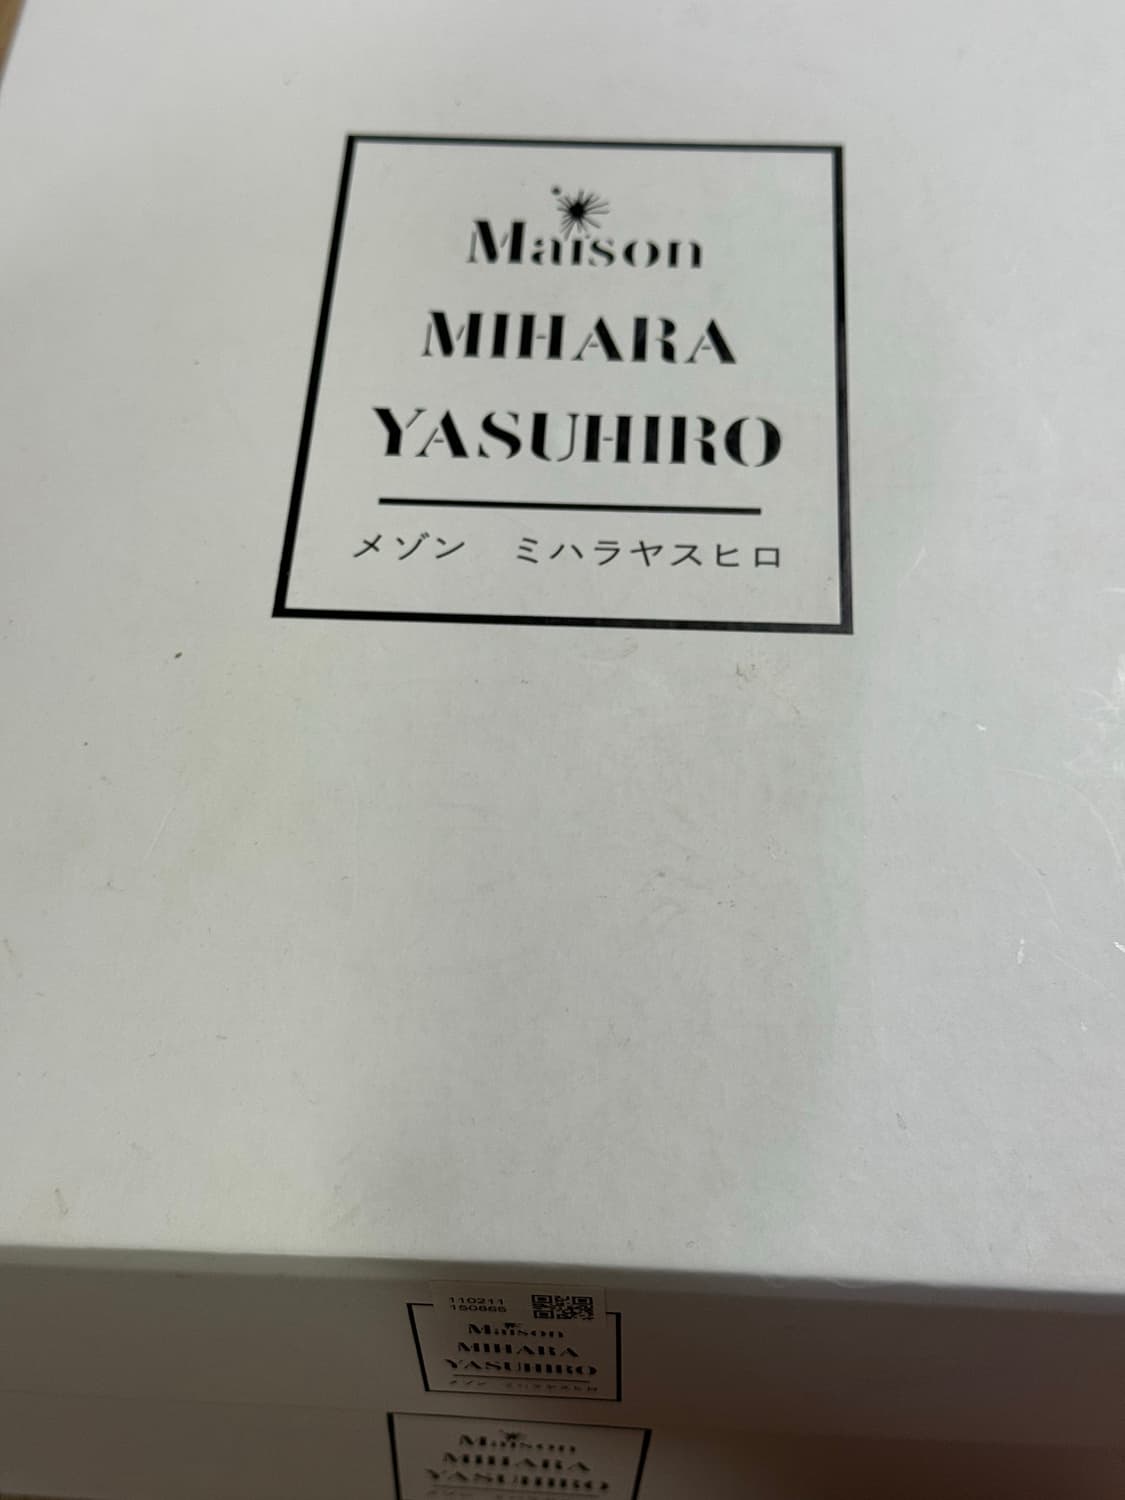 Maison
MIHARA
YASUHIRO
メゾン　ミハラヤスヒロ
110211
150865
Maison
MIHARA
YASUHIRO
Maison
MIHARA
YASUHIRO